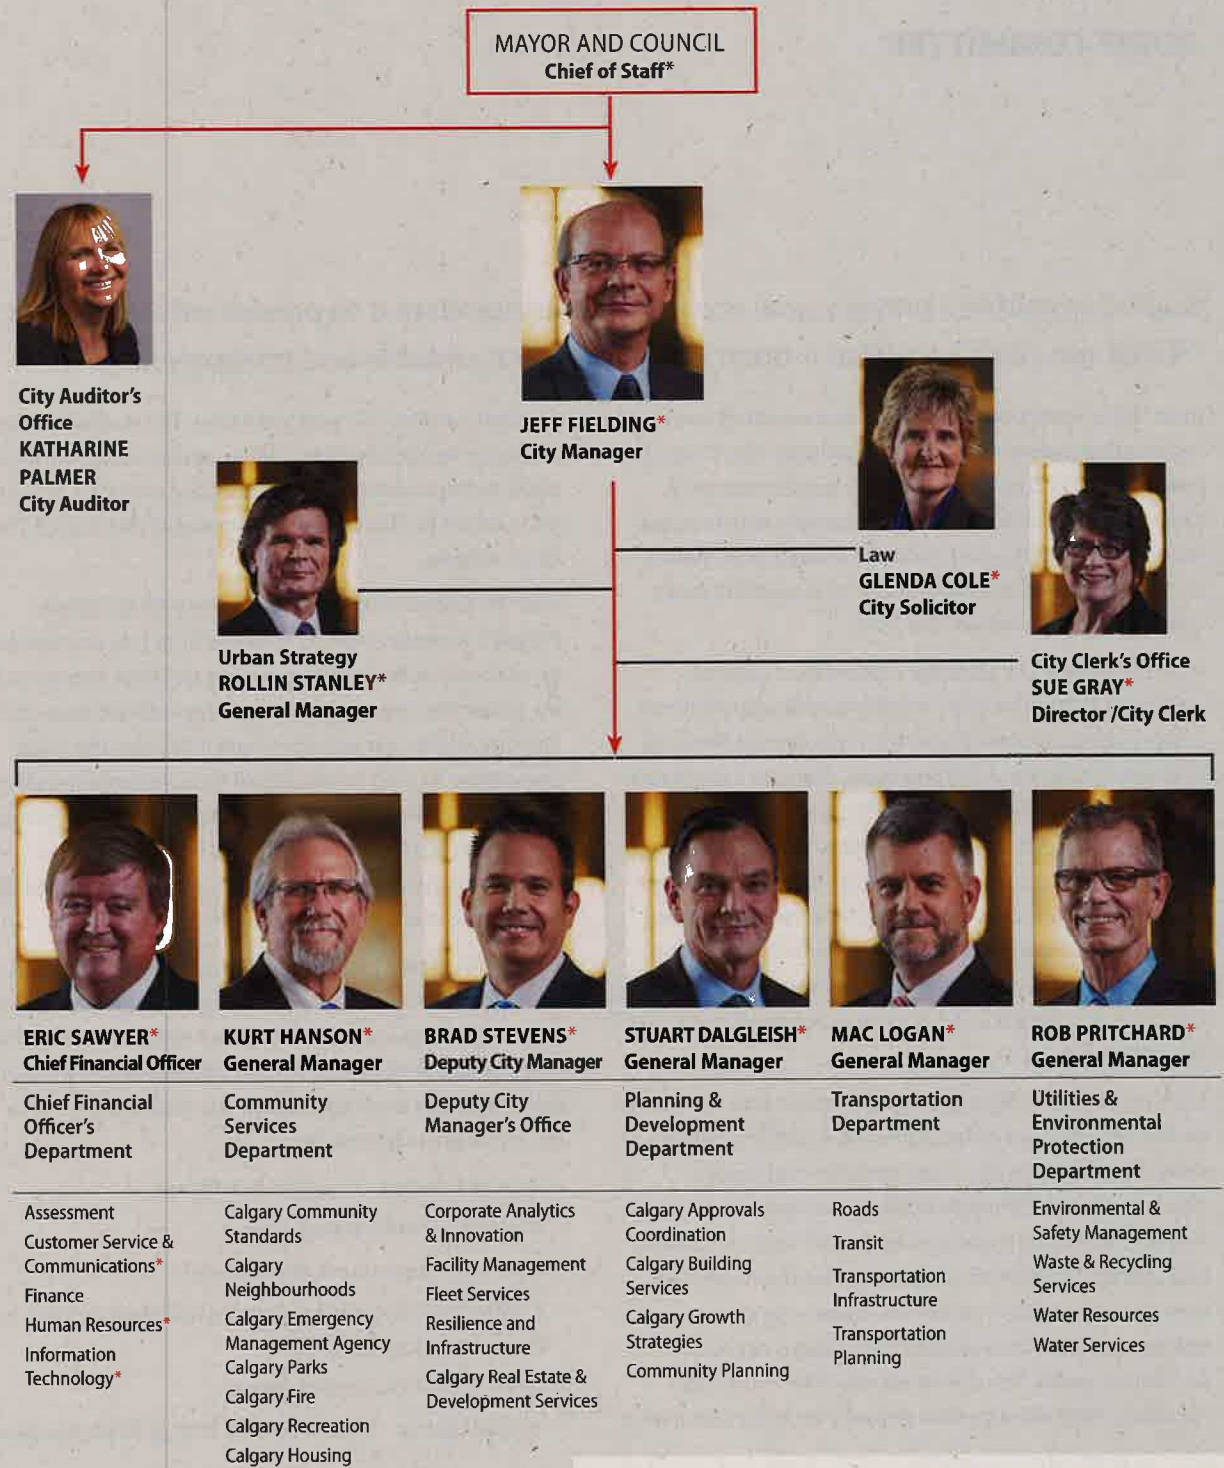 MAYOR AND COUNCIL
Chief of Staff*
City Auditor's
Office
KATHARINE
PALMER
City Auditor
JEFF FIELDING*
City Manager
Law
GLENDA COLE*
City Solicitor
Urban Strategy
ROLLIN STANLEY*
General Manager
City Clerk's Office
SUE GRAY*
Director /City Clerk
ERIC SAWYER*
Chief Financial Officer
Chief Financial
Officer's
Department
Assessment
Customer Service &
Communications*
Finance
Human Resources*
Information
Technology*
KURT HANSON*
General Manager
Community
Services
Department
Calgary Community
Standards
Calgary
Neighbourhoods
Calgary Emergency
Management Agency
Calgary Parks
Calgary Fire
Calgary Recreation
Calgary Housing
BRAD STEVENS*
Deputy City Manager
Deputy City
Manager's Office
Corporate Analytics
& Innovation
Facility Management
Fleet Services
Resilience and
Infrastructure
Calgary Real Estate &
Development Services
STUART DALGLEISH*
General Manager
Planning &
Development
Department
Calgary Approvals
Coordination
Calgary Building
Services
Calgary Growth
Strategies
Community Planning
MAC LOGAN*
General Manager
Transportation
Department
Roads
Transit
Transportation
Infrastructure
Transportation
Planning
ROB PRITCHARD*
General Manager
Utilities &
Environmental
Protection
Department
Environmental &
Safety Management
Waste & Recycling
Services
Water Resources
Water Services